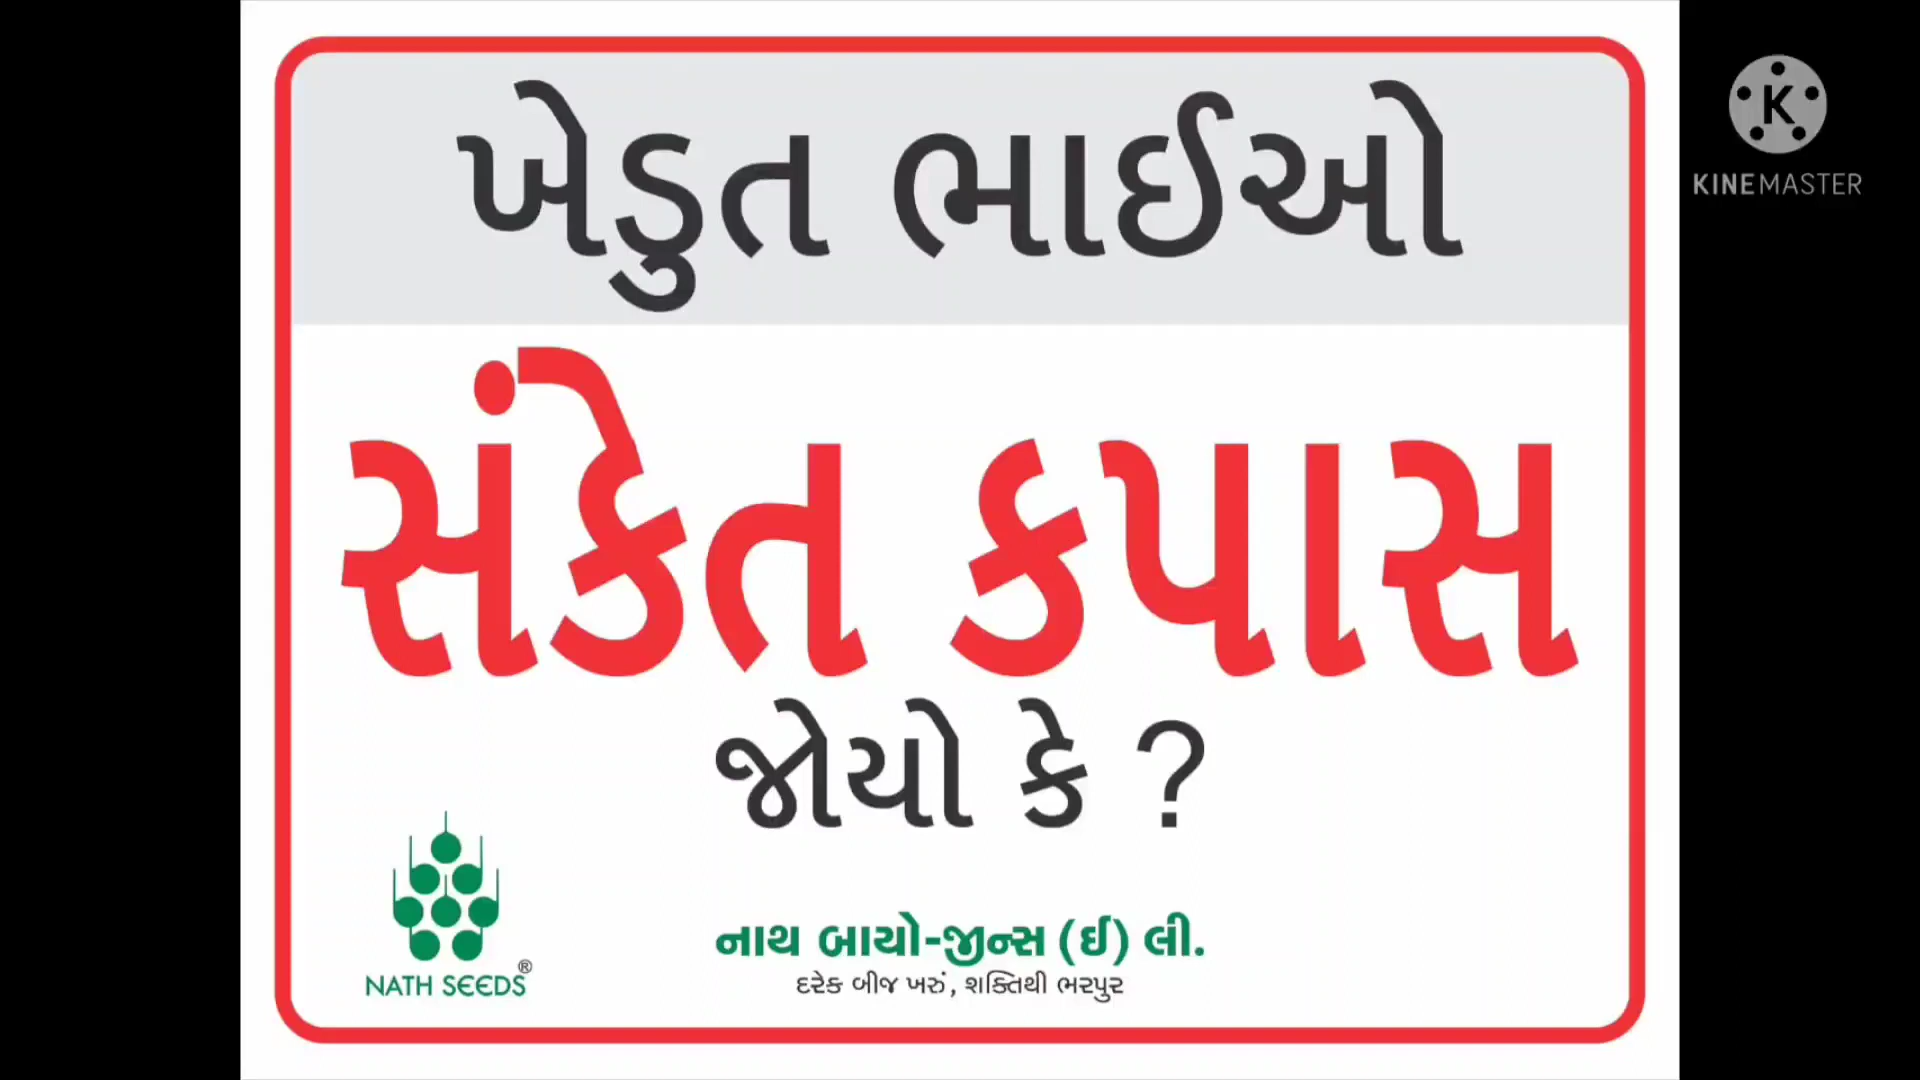 ખેડુત ભાઈઓ
સંકેત કપાસ
જોયો કે ?
નાથ બાયો-જીન્સ (ઈ) લી.
દરેક બીજ ખરું, શક્તિથી ભરપુર
NATH SEEDS®
K
KINEMASTER